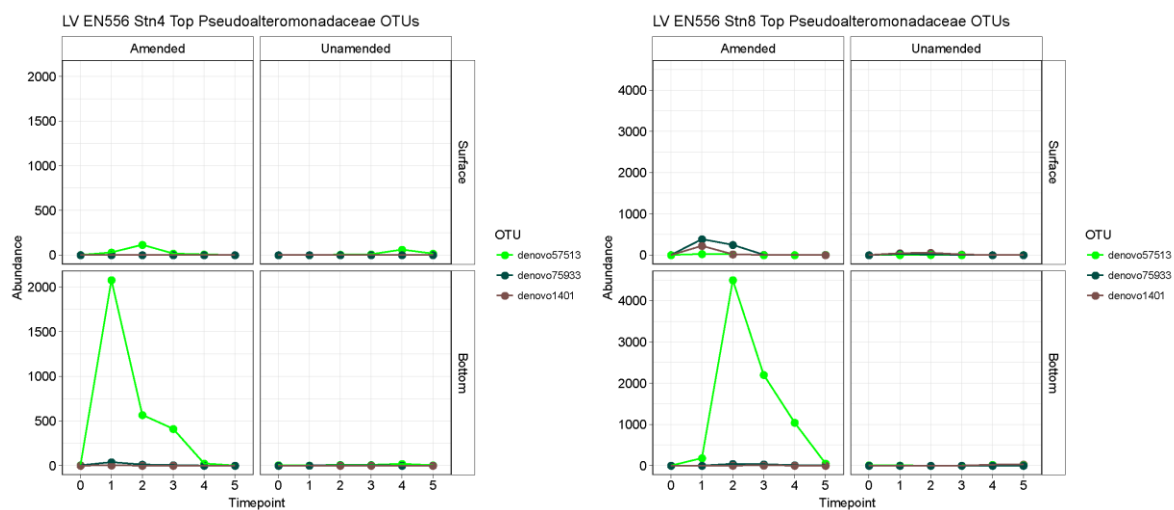 LV EN556 Stn4 Top Pseudoalteromonadaceae OTUs
Amended
Unamended
2000
1500
1000
500
0
Surface
2000
1500
1000
500
0
Bottom
Abundance
0 1 2 3 4 5
0 1 2 3 4 5
Timepoint
OTU
denovo57513
denovo75933
denovo1401
LV EN556 Stn8 Top Pseudoalteromonadaceae OTUs
Amended
Unamended
4000
3000
2000
1000
0
Surface
4000
3000
2000
1000
0
Bottom
Abundance
0 1 2 3 4 5
0 1 2 3 4 5
Timepoint
OTU
denovo57513
denovo75933
denovo1401